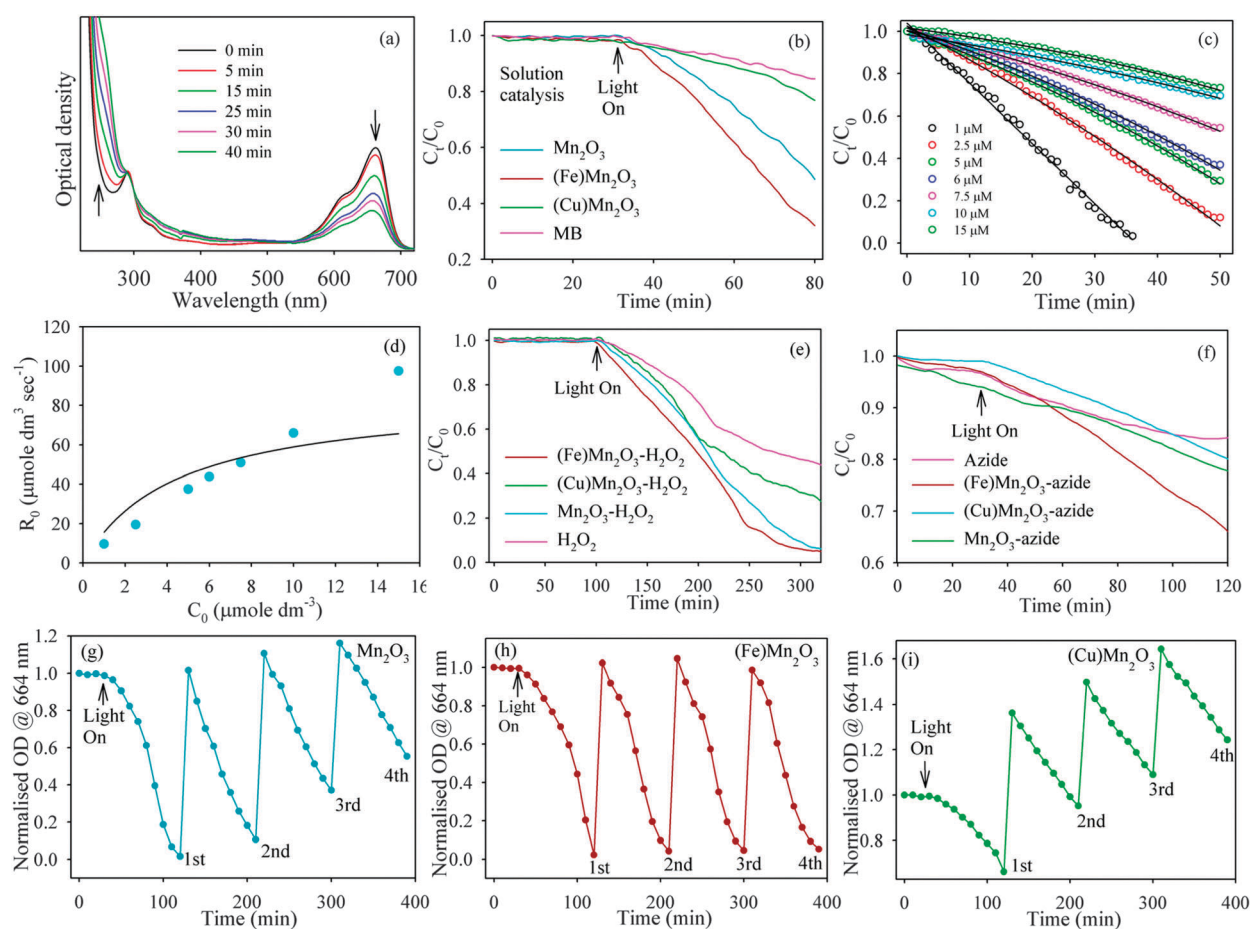 (a)
0 min
5 min
15 min
25 min
30 min
40 min
Optical density
300 400 500 600 700
Wavelength (nm)
(b)
1.0
0.8
0.6
0.4
0.2
C_t/C_0
Solution
catalysis
Light
On
Mn₂O₃
(Fe)Mn₂O₃
(Cu)Mn₂O₃
MB
0 20 40 60 80
Time (min)
(c)
1.0
0.8
0.6
0.4
0.2
0.0
C_t/C_0
1 µM
2.5 µM
5 µM
6 µM
7.5 µM
10 µM
15 µM
0 10 20 30 40 50
Time (min)
(d)
120
100
80
60
40
20
0
R₀ (µmole dm³ sec⁻¹)
0 2 4 6 8 10 12 14 16
C₀ (µmole dm⁻³)
(e)
1.0
0.8
0.6
0.4
0.2
0.0
C_t/C_0
Light On
(Fe)Mn₂O₃-H₂O₂
(Cu)Mn₂O₃-H₂O₂
Mn₂O₃-H₂O₂
H₂O₂
0 100 200 300
Time (min)
(f)
1.0
0.9
0.8
0.7
0.6
C_t/C_0
Light On
Azide
(Fe)Mn₂O₃-azide
(Cu)Mn₂O₃-azide
Mn₂O₃-azide
0 20 40 60 80 100 120
Time (min)
(g)
Mn₂O₃
1.2
1.0
0.8
0.6
0.4
0.2
0.0
Normalised OD @ 664 nm
Light
On
1st
2nd
3rd
4th
0 100 200 300 400
Time (min)
(h)
(Fe)Mn₂O₃
1.0
0.8
0.6
0.4
0.2
0.0
Normalised OD @ 664 nm
Light
On
1st
2nd
3rd
4th
0 100 200 300 400
Time (min)
(i)
(Cu)Mn₂O₃
1.6
1.4
1.2
1.0
0.8
Normalised OD @ 664 nm
Light
On
1st
2nd
3rd
4th
0 100 200 300 400
Time (min)